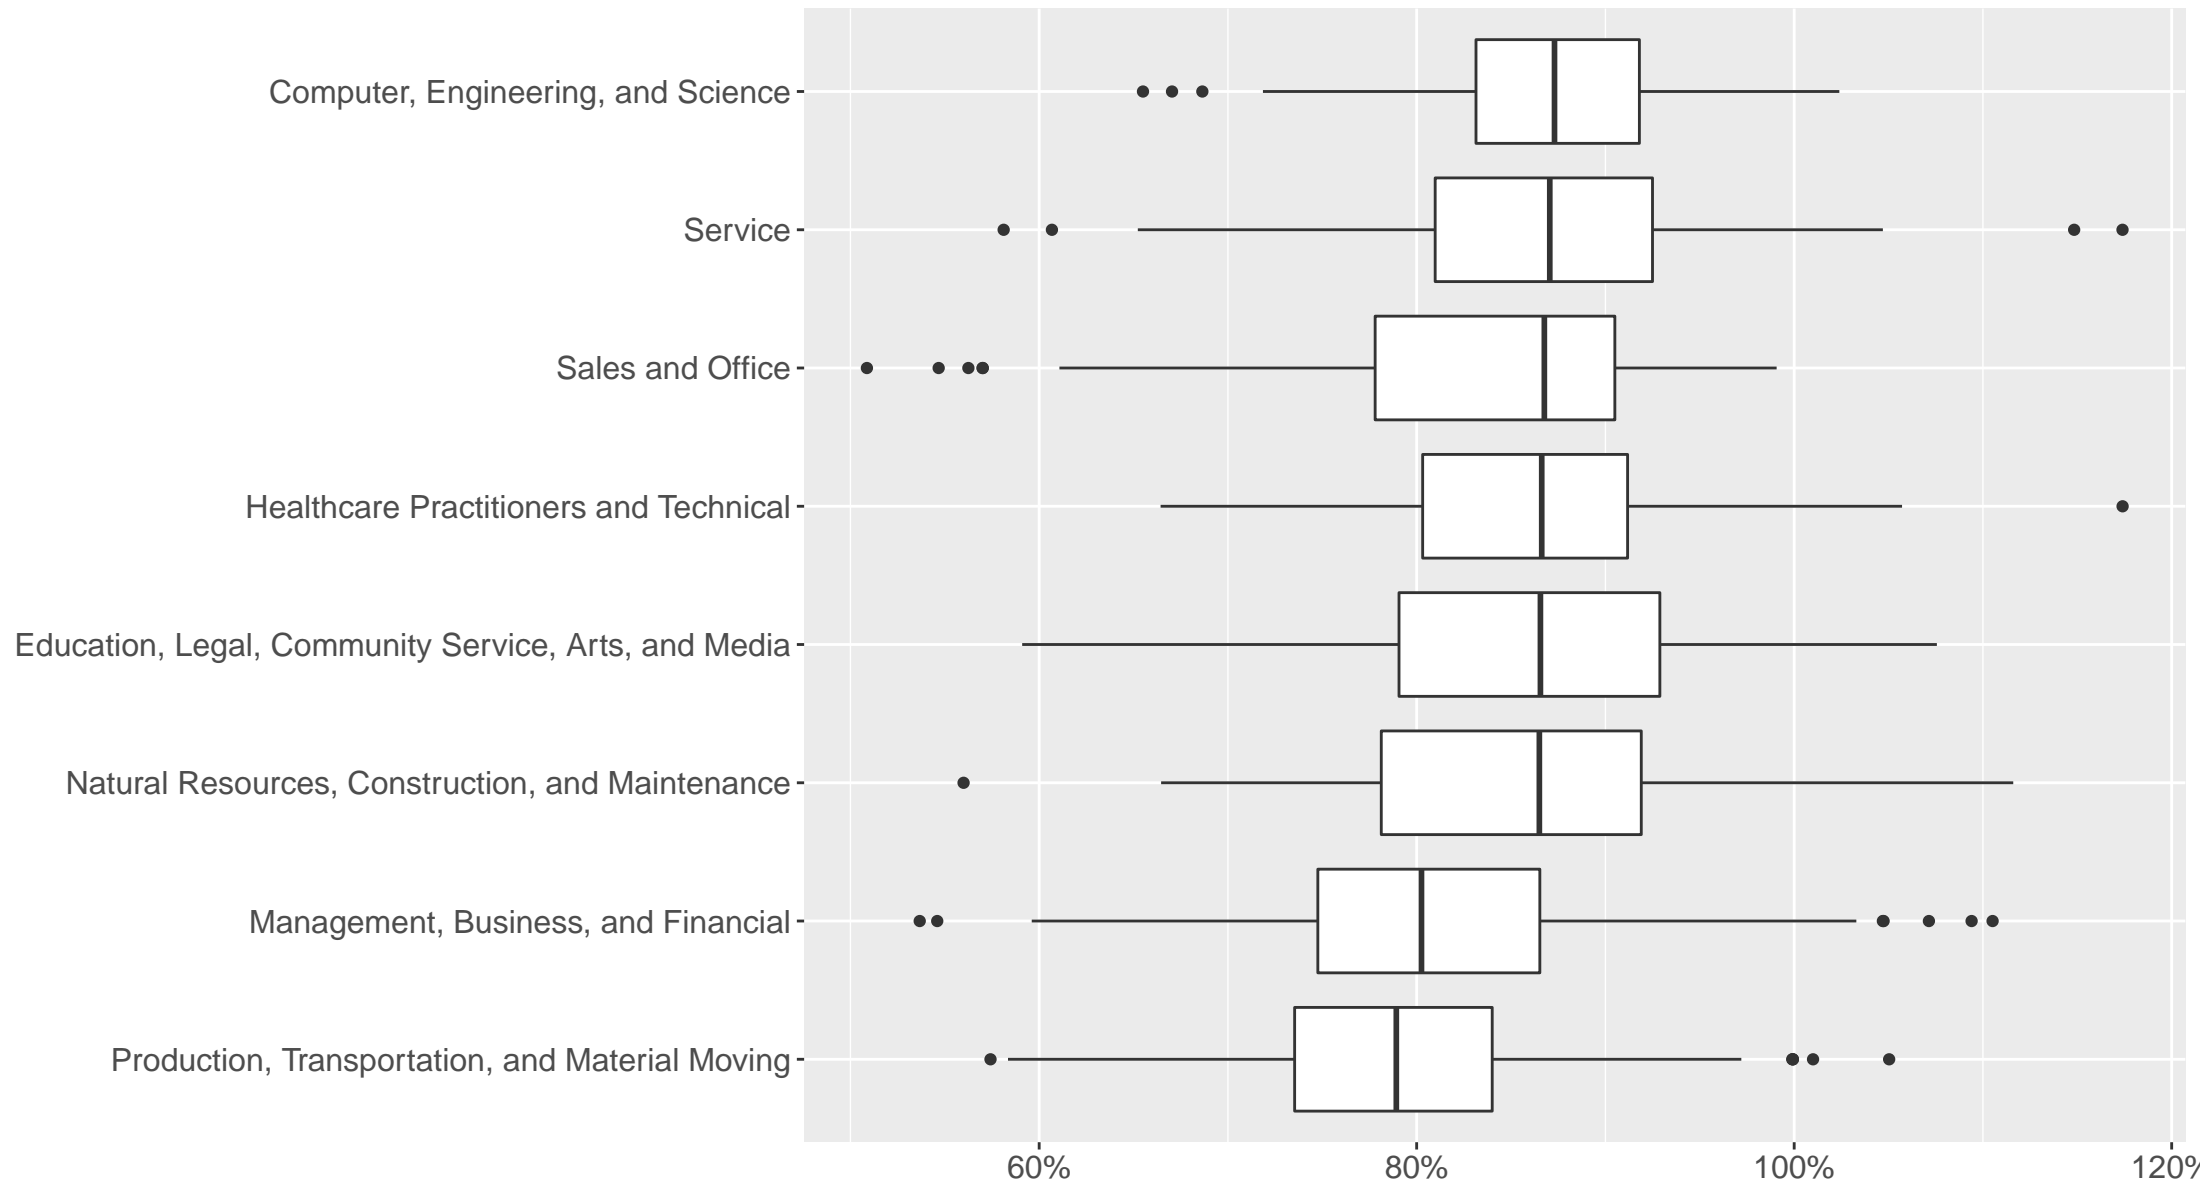 Computer, Engineering, and Science
Service
Sales and Office
Healthcare Practitioners and Technical
Education, Legal, Community Service, Arts, and Media
Natural Resources, Construction, and Maintenance
Management, Business, and Financial
Production, Transportation, and Material Moving
60% 80% 100% 120%